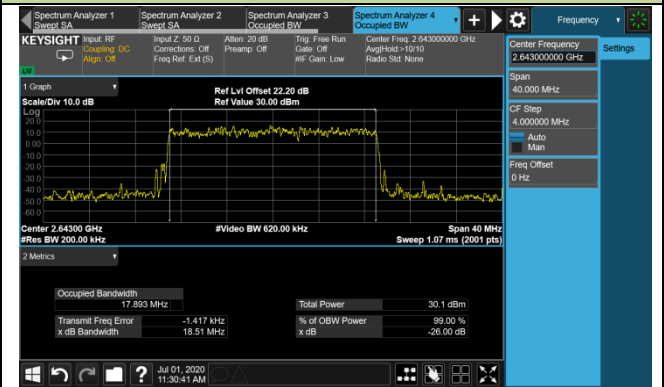 Spectrum Analyzer 1
Swept SA
Spectrum Analyzer 2
Swept SA
Spectrum Analyzer 3
Occupied BW
Spectrum Analyzer 4
Occupied BW
Frequency
KEYSIGHT
Input: RF
Coupling: DC
Align: Off
Input Z: 50 Ω
Corrections: Off
Freq Ref: Ext (S)
Atten: 20 dB
Preamp: Off
Trig: Free Run
Gate: Off
#IF Gain: Low
Center Freq: 2.643000000 GHz
Avg|Hold:>10/10
Radio Std: None
LV
Center Frequency
2.643000000 GHz
Settings
Span
40.000 MHz
CF Step
4.000000 MHz
Auto
Man
Freq Offset
0 Hz
1 Graph
Scale/Div 10.0 dB
Ref Lvl Offset 22.20 dB
Ref Value 30.00 dBm
Log
20.0
10.0
0.00
-10.0
-20.0
-30.0
-40.0
-50.0
-60.0
Center 2.64300 GHz
#Res BW 200.00 kHz
#Video BW 620.00 kHz
Span 40 MHz
Sweep 1.07 ms (2001 pts)
2 Metrics
Occupied Bandwidth
17.893 MHz
Transmit Freq Error -1.417 kHz
x dB Bandwidth 18.51 MHz
Total Power 30.1 dBm
% of OBW Power 99.00 %
x dB -26.00 dB
Jul 01, 2020
11:30:41 AM